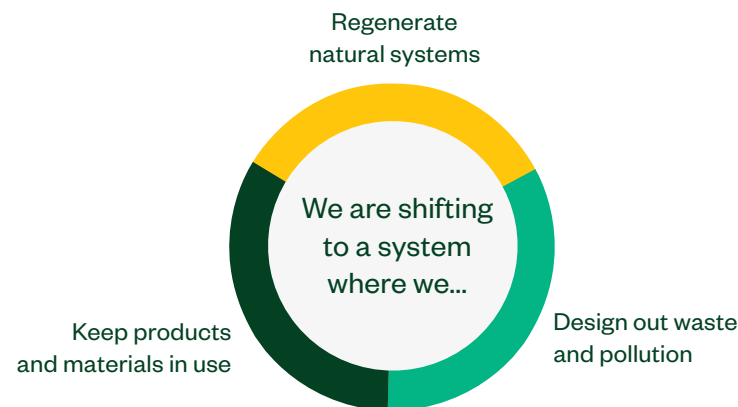 Regenerate
natural systems
We are shifting
to a system
where we...
Keep products
and materials in use
Design out waste
and pollution